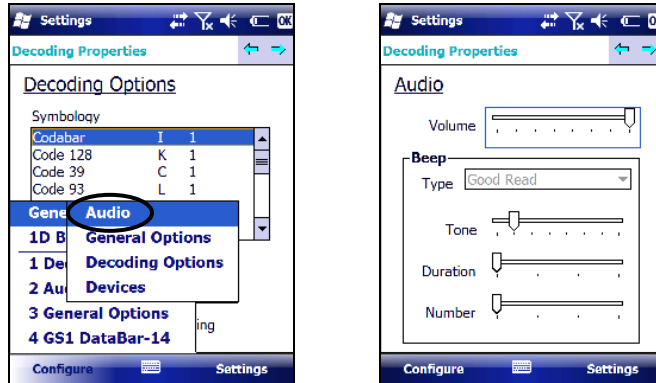 Settings
OK
Decoding Properties
Decoding Options
Symbology
Codabar I 1
Code 128 K 1
Code 39 C 1
Code 93 L 1
Gene
Audio
1D B
General Options
1 De
Decoding Options
2 Au
Devices
3 General Options
ing
4 GS1 DataBar-14
Configure
Settings
Settings
Decoding Properties
Audio
Volume
Beep
Type Good Read
Tone
Duration
Number
Configure
Settings